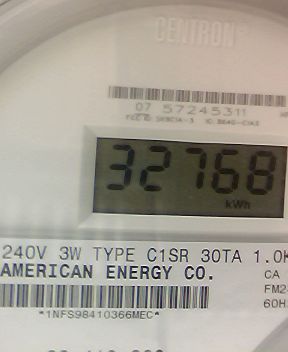 CENTRON
07 57245311
32768
kWh
240V 3W TYPE C1SR 30TA 1.0K
AMERICAN ENERGY CO.
CA
FM2
60H
*1NFS98410366MEC*